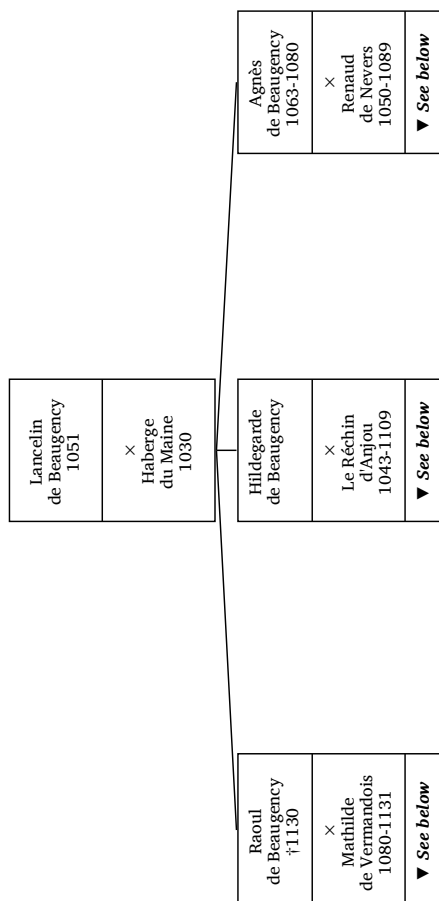 Lancelin
de Beaugency
1051
×
Haberge
du Maine
1030
Raoul
de Beaugency
†1130
×
Mathilde
de Vermandois
1080-1131
▼ See below
Hildegarde
de Beaugency
×
Le Réchin
d'Anjou
1043-1109
▼ See below
Agnès
de Beaugency
1063-1080
×
Renaud
de Nevers
1050-1089
▼ See below